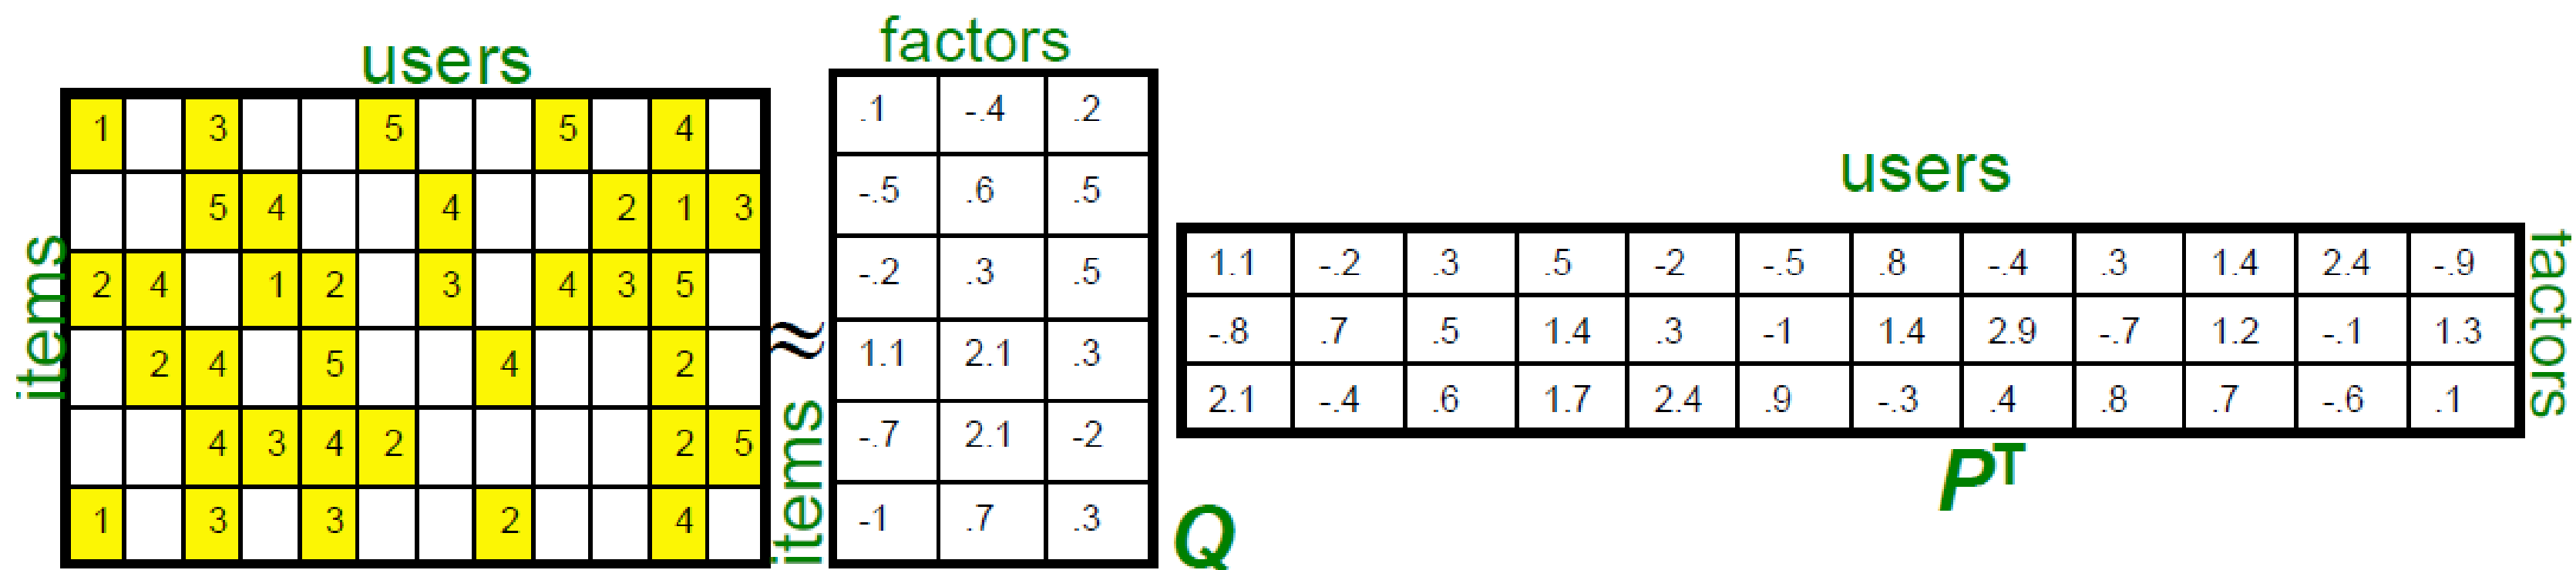 users
1 3 5 5 4
5 4 4 2 1 3
2 4 1 2 3 4 3 5
2 4 5 4 2
4 3 4 2 2 5
1 3 3 2 4
items
≈
factors
.1 -.4 .2
-.5 .6 .5
-.2 .3 .5
1.1 2.1 .3
-.7 2.1 -2
-1 .7 .3
items
Q
users
1.1 -.2 .3 .5 -2 -.5 .8 -.4 .3 1.4 2.4 -.9
-.8 .7 .5 1.4 .3 -1 1.4 2.9 -.7 1.2 -.1 1.3
2.1 -.4 .6 1.7 2.4 .9 -.3 .4 .8 .7 -.6 .1
factors
Pᵀ